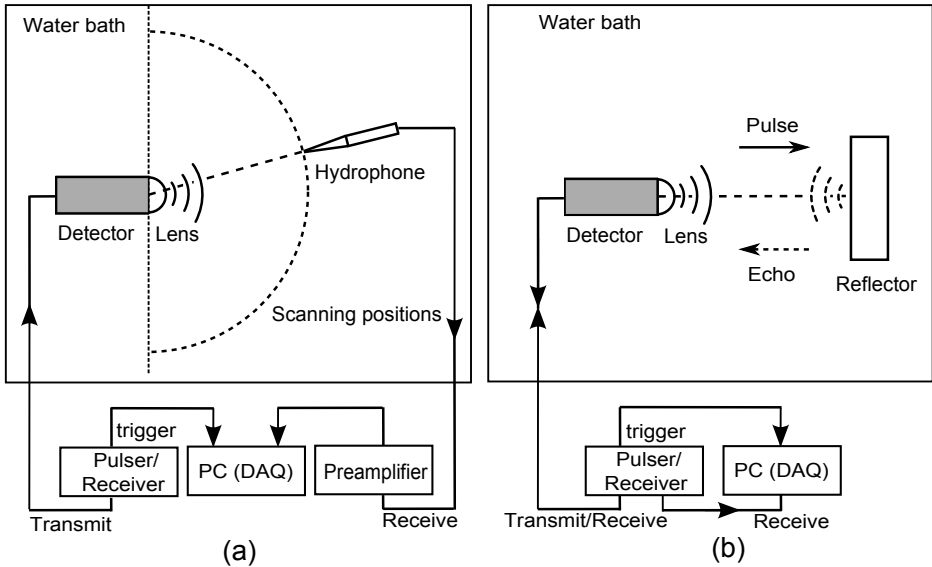 Water bath
Hydrophone
Detector
Lens
Scanning positions
trigger
Pulser/
Receiver
PC (DAQ)
Preamplifier
Transmit
Receive
(a)
Water bath
Pulse
Detector
Lens
Echo
Reflector
trigger
Pulser/
Receiver
PC (DAQ)
Transmit/Receive
Receive
(b)